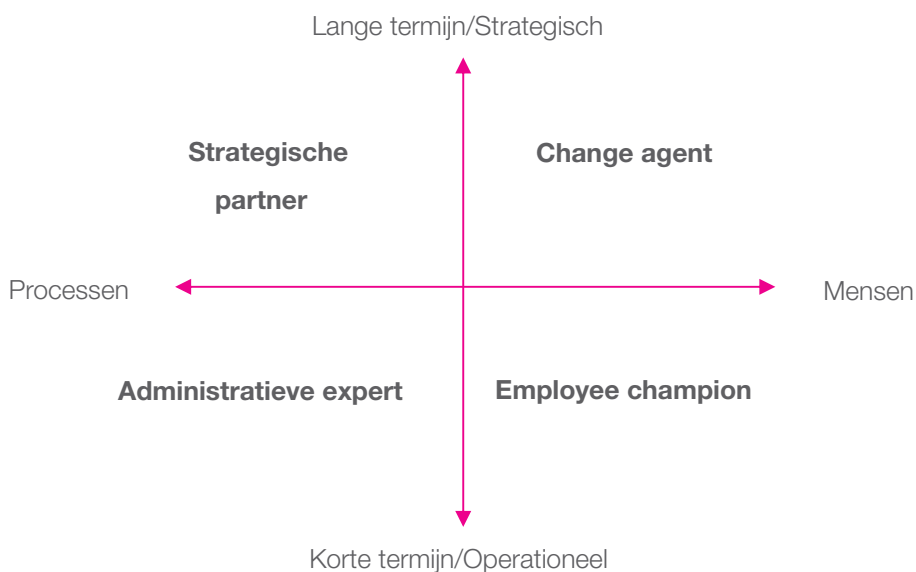 Lange termijn/Strategisch
Strategische
partner
Change agent
Processen
Mensen
Administratieve expert
Employee champion
Korte termijn/Operationeel